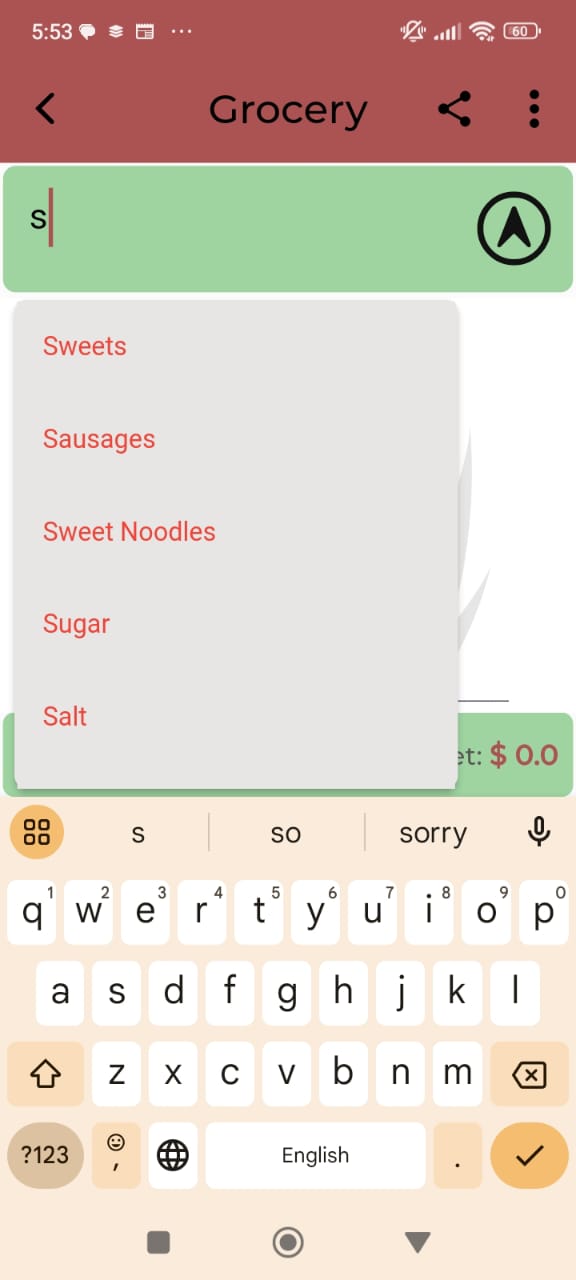 5:53 60
Grocery
s
Sweets
Sausages
Sweet Noodles
Sugar
Salt
et: $ 0.0
s so sorry
q1 w2 e3 r4 t5 y6 u7 i8 o9 p0
a s d f g h j k l
z x c v b n m
?123 , English .